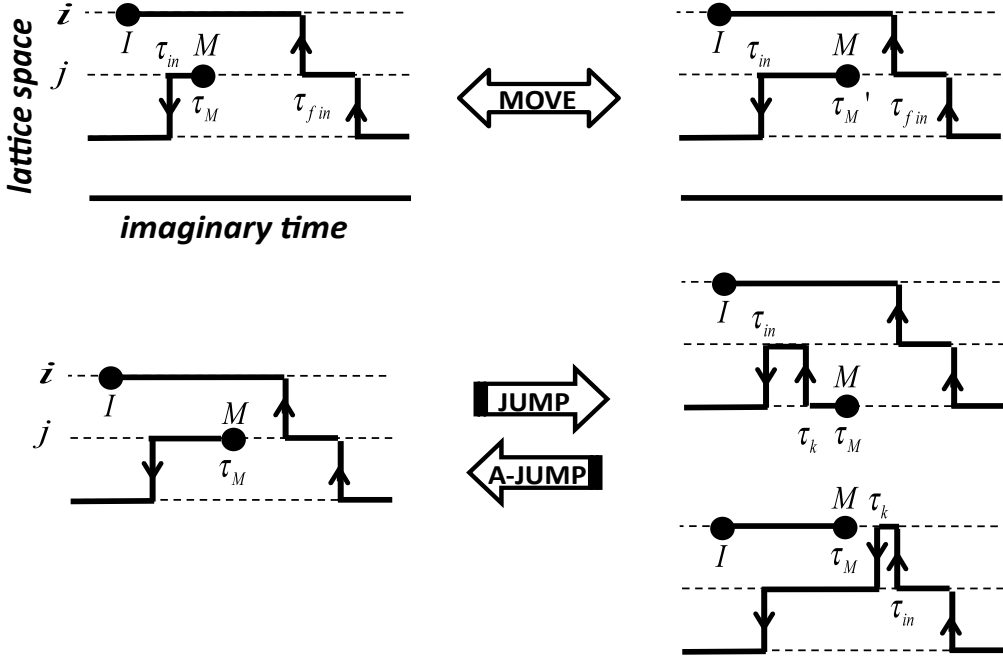 i
I
τ_in M
j
τ_M
τ_fin
lattice space
imaginary time
MOVE
I
τ_in M
τ_M' τ_fin
i
I
M
j
τ_M
JUMP
A-JUMP
I
τ_in
M
τ_k τ_M
M τ_k
I
τ_M
τ_in